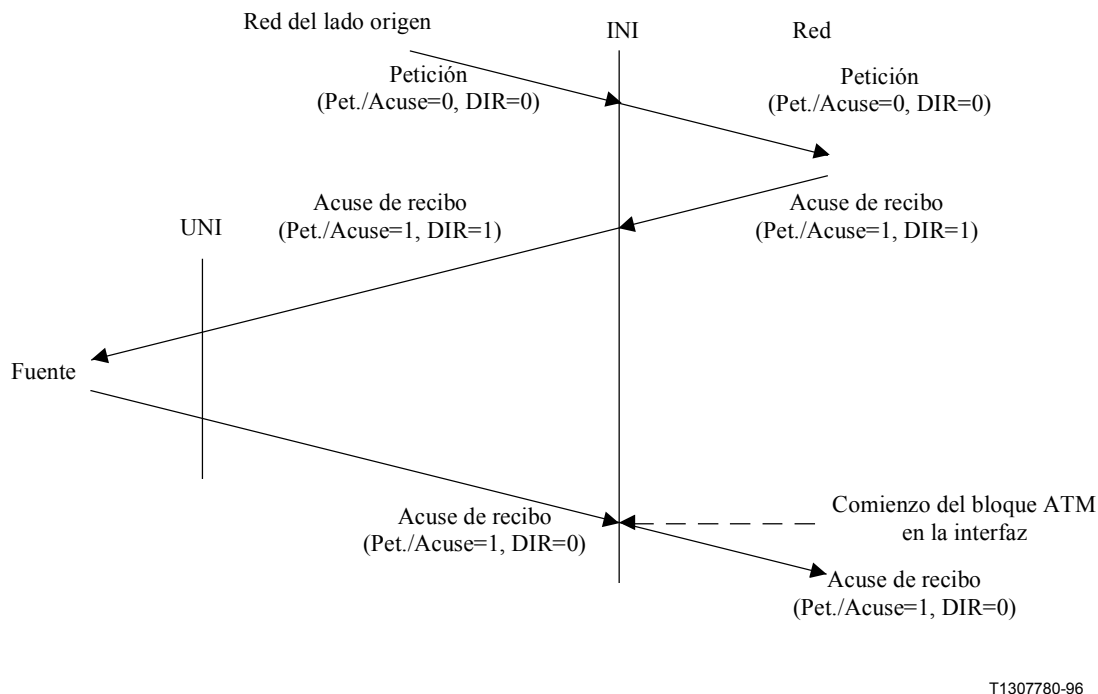 Red del lado origen
INI
Red
Petición
(Pet./Acuse=0, DIR=0)
Petición
(Pet./Acuse=0, DIR=0)
Acuse de recibo
(Pet./Acuse=1, DIR=1)
Acuse de recibo
(Pet./Acuse=1, DIR=1)
UNI
Fuente
Acuse de recibo
(Pet./Acuse=1, DIR=0)
Comienzo del bloque ATM
en la interfaz
Acuse de recibo
(Pet./Acuse=1, DIR=0)
T1307780-96